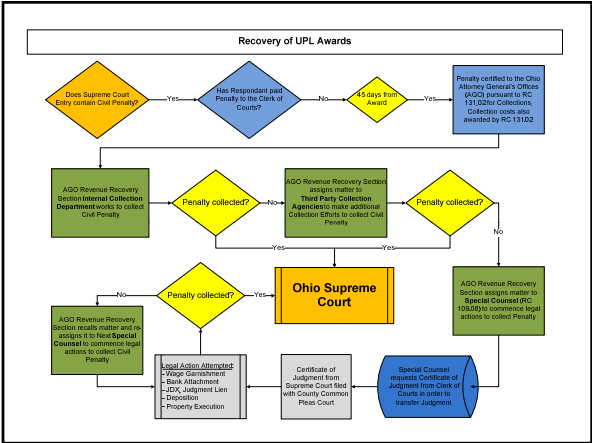 Recovery of UPL Awards
Does Supreme Court
Entry contain Civil Penalty?
Yes
Has Respondant paid
Penalty to the Clerk of
Courts?
No
45 days from
Award
Yes
Penalty certified to the Ohio
Attorney General's Offices
(AGO) pursuant to RC
131.02 for Collections.
Collection costs also
awarded by RC 131.02
AGO Revenue Recovery
Section Internal Collection
Department works to collect
Civil Penalty
Penalty collected?
No
AGO Revenue Recovery Section
assigns matter to
Third Party Collection
Agencies to make additional
Collection Efforts to collect Civil
Penalty
Penalty collected?
No
Yes
Yes
AGO Revenue Recovery
Section assigns matter to
Special Counsel (RC
109.08) to commence legal
actions to collect Penalty
Ohio Supreme
Court
Yes
Penalty collected?
No
AGO Revenue Recovery
Section recalls matter and re-
assigns it to Next Special
Counsel to commence legal
actions to collect Civil
Penalty
Legal Action Attempted:
- Wage Garnishment
- Bank Attachment
- JDX, Judgment Lien
- Deposition
- Property Execution
Certificate of
Judgment from
Supreme Court filed
with County Common
Pleas Court
Special Counsel
requests Certificate of
Judgment from Clerk of
Courts in order to
transfer Judgment